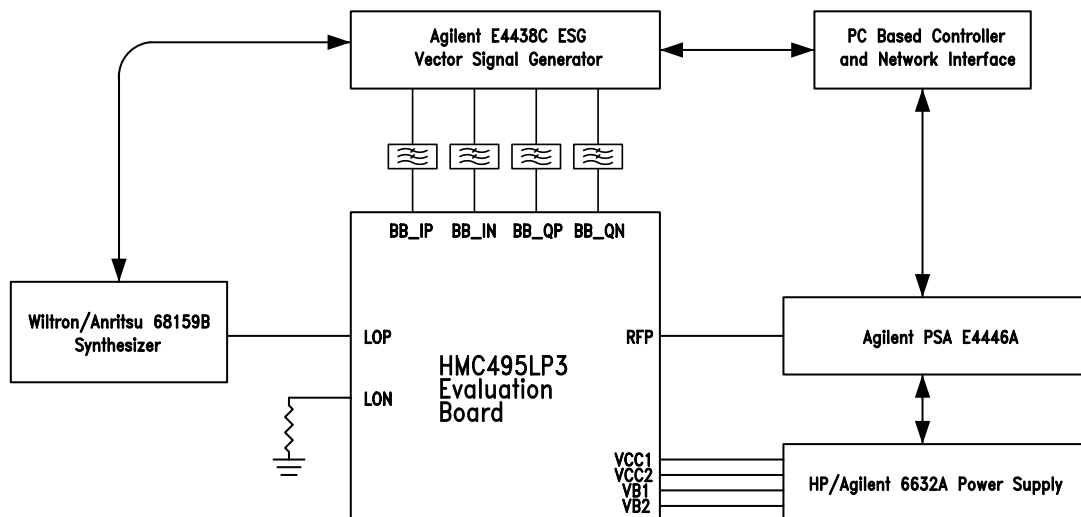 Agilent E4438C ESG
Vector Signal Generator
PC Based Controller
and Network Interface
BB_IP BB_IN BB_QP BB_QN
Wiltron/Anritsu 68159B
Synthesizer
LOP
LON
HMC495LP3
Evaluation
Board
RFP
Agilent PSA E4446A
VCC1
VCC2
VB1
VB2
HP/Agilent 6632A Power Supply